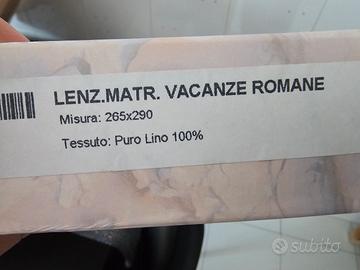 LENZ.MATR. VACANZE ROMANE
Misura: 265x290
Tessuto: Puro Lino 100%
subito